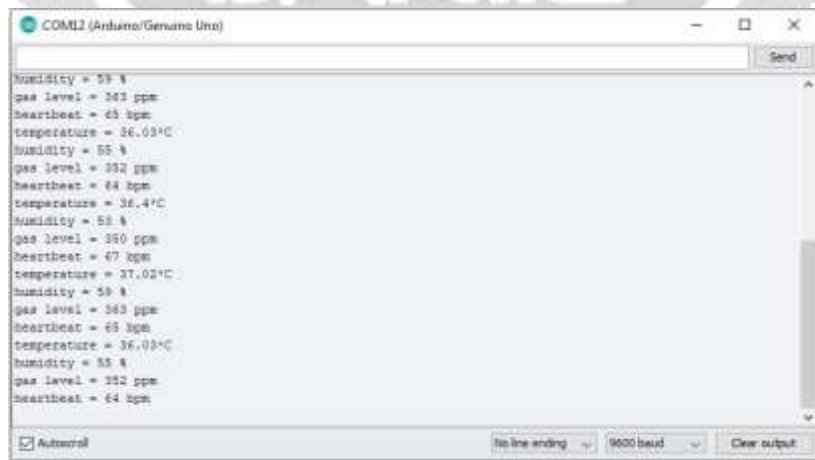 COM12 (Arduino/Genuino Uno)
Send
humidity = 59 %
gas level = 363 ppm
heartbeat = 65 bpm
temperature = 36.03°C
humidity = 55 %
gas level = 352 ppm
heartbeat = 64 bpm
temperature = 36.4°C
humidity = 53 %
gas level = 350 ppm
heartbeat = 67 bpm
temperature = 37.02°C
humidity = 59 %
gas level = 363 ppm
heartbeat = 65 bpm
temperature = 36.03°C
humidity = 55 %
gas level = 352 ppm
heartbeat = 64 bpm
Autoscroll
No line ending
9600 baud
Clear output